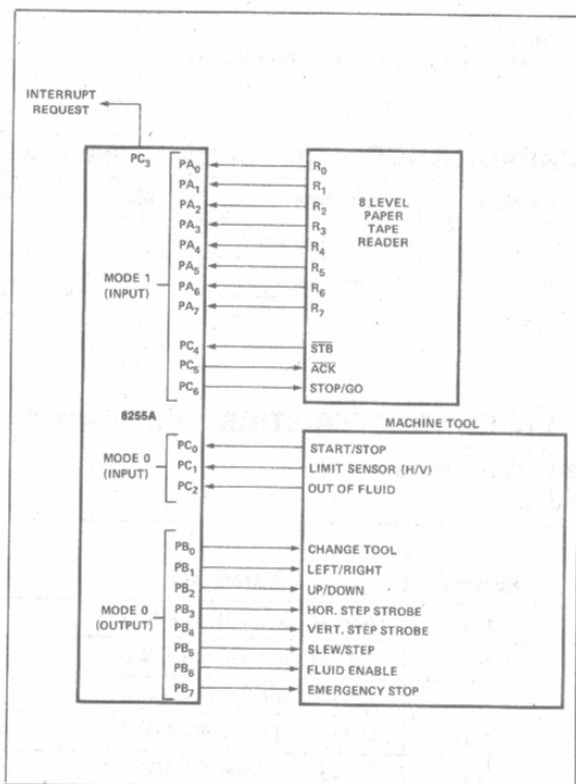 INTERRUPT
REQUEST
PC3
PA0
PA1
PA2
PA3
PA4
PA5
PA6
PA7
MODE 1
(INPUT)
PC4
PC5
PC6
R0
R1
R2
R3
R4
R5
R6
R7
8 LEVEL
PAPER
TAPE
READER
STB
ACK
STOP/GO
8255A
MACHINE TOOL
MODE 0
(INPUT)
PC0
PC1
PC2
START/STOP
LIMIT SENSOR (H/V)
OUT OF FLUID
MODE 0
(OUTPUT)
PB0
PB1
PB2
PB3
PB4
PB5
PB6
PB7
CHANGE TOOL
LEFT/RIGHT
UP/DOWN
HOR. STEP STROBE
VERT. STEP STROBE
SLEW/STEP
FLUID ENABLE
EMERGENCY STOP